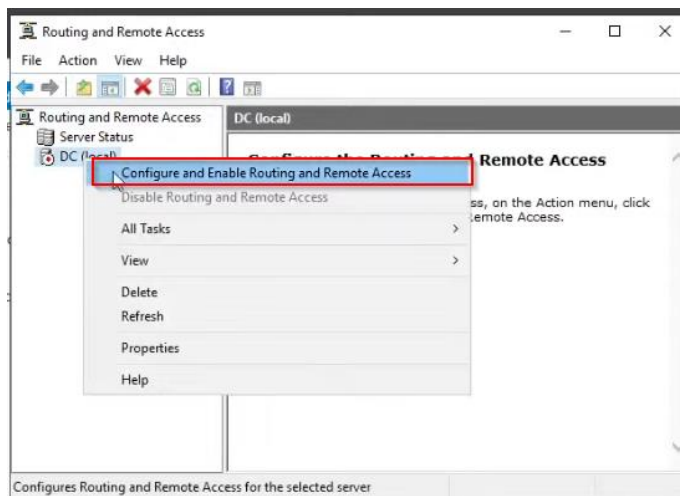 Routing and Remote Access
File Action View Help
Routing and Remote Access
Server Status
DC (local)
DC (local)
Configure the Routing and Remote Access
Configure and Enable Routing and Remote Access
Disable Routing and Remote Access
ss, on the Action menu, click
Remote Access.
All Tasks
View
Delete
Refresh
Properties
Help
Configures Routing and Remote Access for the selected server